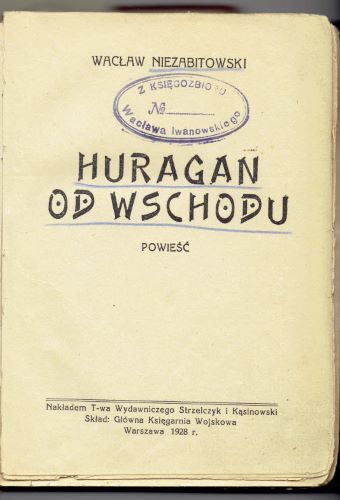 WACŁAW NIEZABITOWSKI
Z KSIĘGOZBIORU
№
Wacława Iwanowskiego
HURAGAN
OD WSCHODU
POWIEŚĆ
Nakładem T-wa Wydawniczego Strzelczyk i Kąsinowski
Skład: Główna Księgarnia Wojskowa
Warszawa 1928 r.